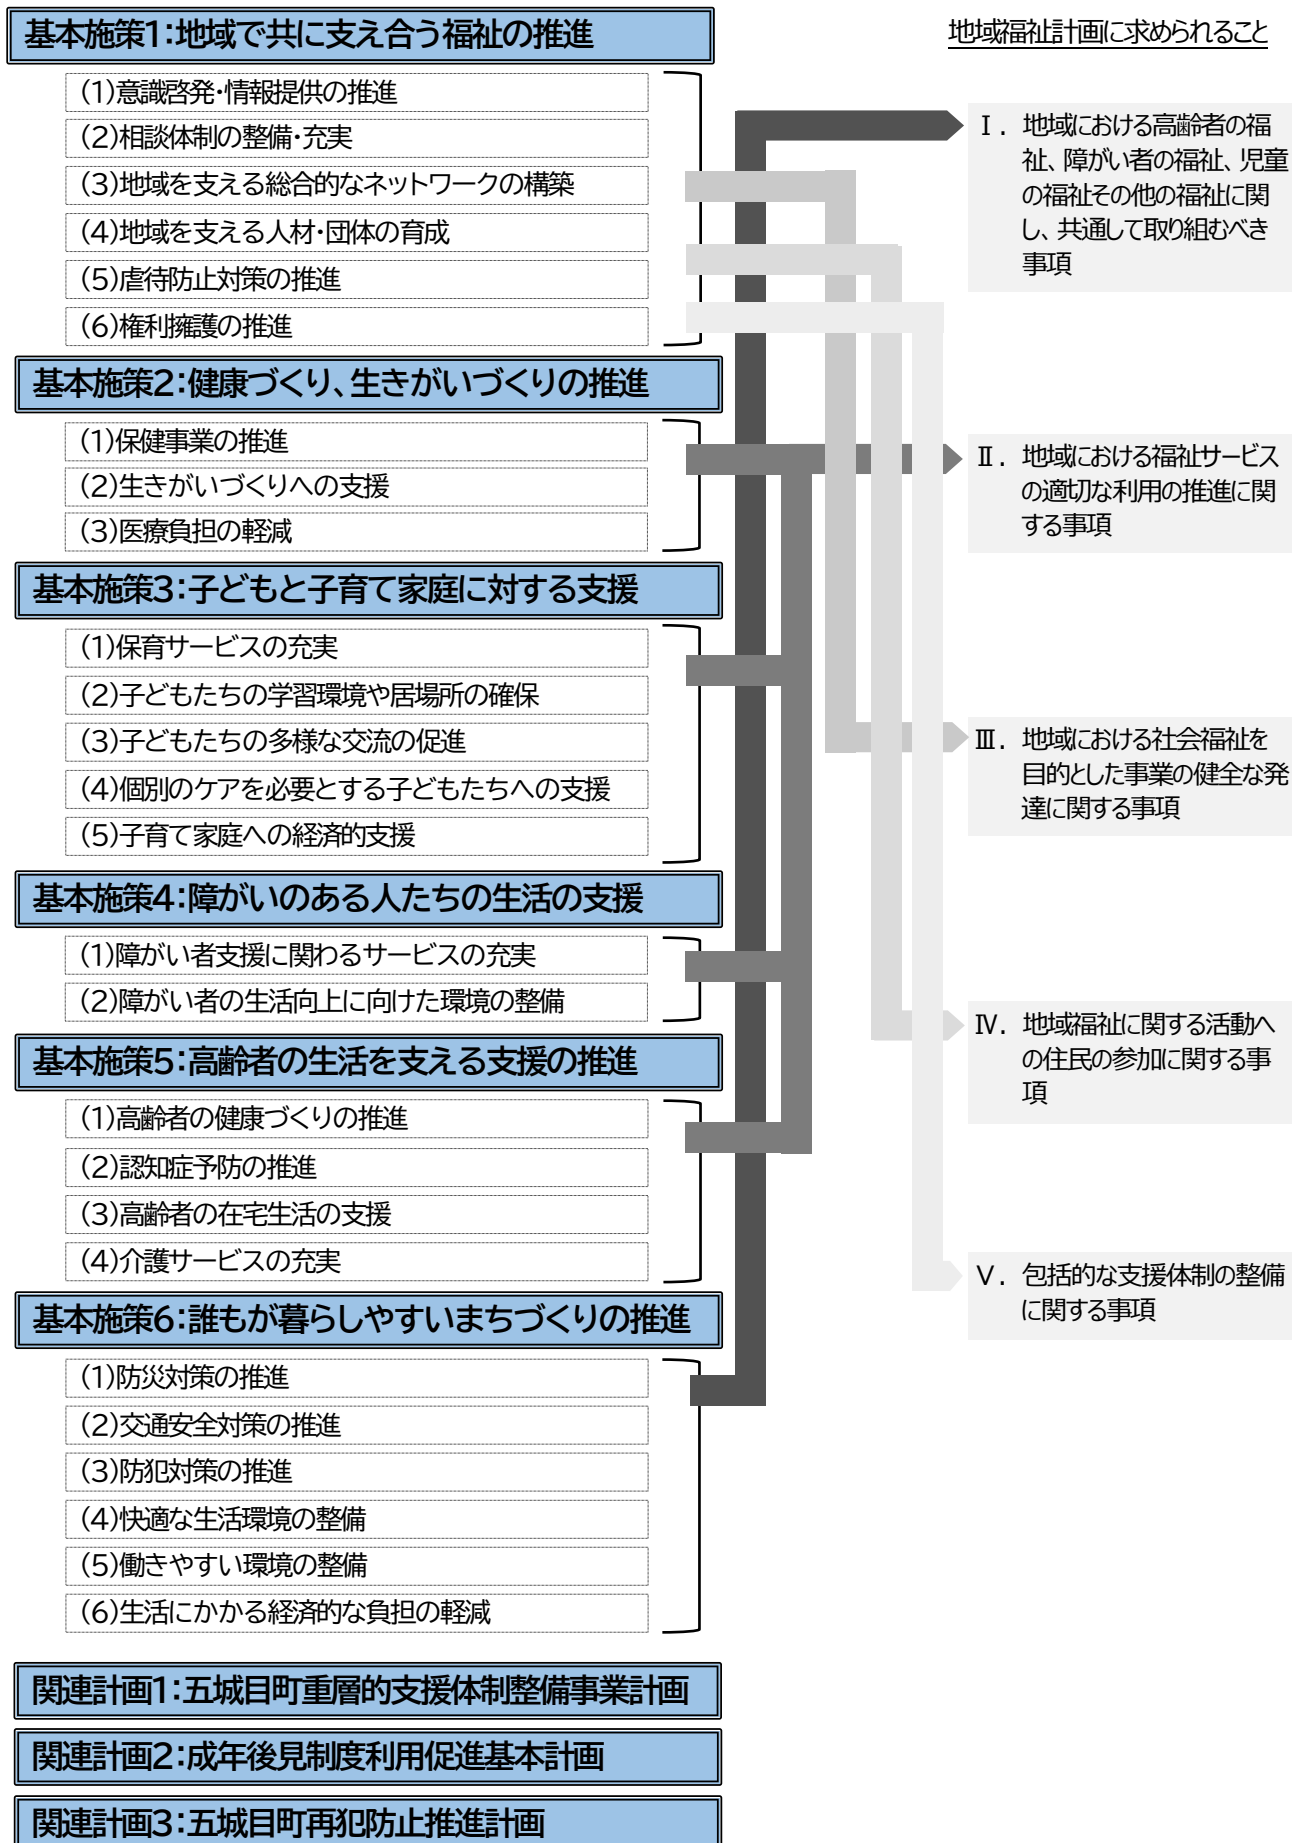 基本施策1：地域で共に支え合う福祉の推進
(1)意識啓発・情報提供の推進
(2)相談体制の整備・充実
(3)地域を支える総合的なネットワークの構築
(4)地域を支える人材・団体の育成
(5)虐待防止対策の推進
(6)権利擁護の推進
基本施策2：健康づくり、生きがいづくりの推進
(1)保健事業の推進
(2)生きがいづくりへの支援
(3)医療負担の軽減
基本施策3：子どもと子育て家庭に対する支援
(1)保育サービスの充実
(2)子どもたちの学習環境や居場所の確保
(3)子どもたちの多様な交流の促進
(4)個別のケアを必要とする子どもたちへの支援
(5)子育て家庭への経済的支援
基本施策4：障がいのある人たちの生活の支援
(1)障がい者支援に関わるサービスの充実
(2)障がい者の生活向上に向けた環境の整備
基本施策5：高齢者の生活を支える支援の推進
(1)高齢者の健康づくりの推進
(2)認知症予防の推進
(3)高齢者の在宅生活の支援
(4)介護サービスの充実
基本施策6：誰もが暮らしやすいまちづくりの推進
(1)防災対策の推進
(2)交通安全対策の推進
(3)防犯対策の推進
(4)快適な生活環境の整備
(5)働きやすい環境の整備
(6)生活にかかる経済的な負担の軽減
関連計画1：五城目町重層的支援体制整備事業計画
関連計画2：成年後見制度利用促進基本計画
関連計画3：五城目町再犯防止推進計画
地域福祉計画に求められること
Ⅰ. 地域における高齢者の福
祉、障がい者の福祉、児童
の福祉その他の福祉に関
し、共通して取り組むべき
事項
Ⅱ. 地域における福祉サービス
の適切な利用の推進に関
する事項
Ⅲ. 地域における社会福祉を
目的とした事業の健全な発
達に関する事項
Ⅳ. 地域福祉に関する活動へ
の住民の参加に関する事
項
Ⅴ. 包括的な支援体制の整備
に関する事項